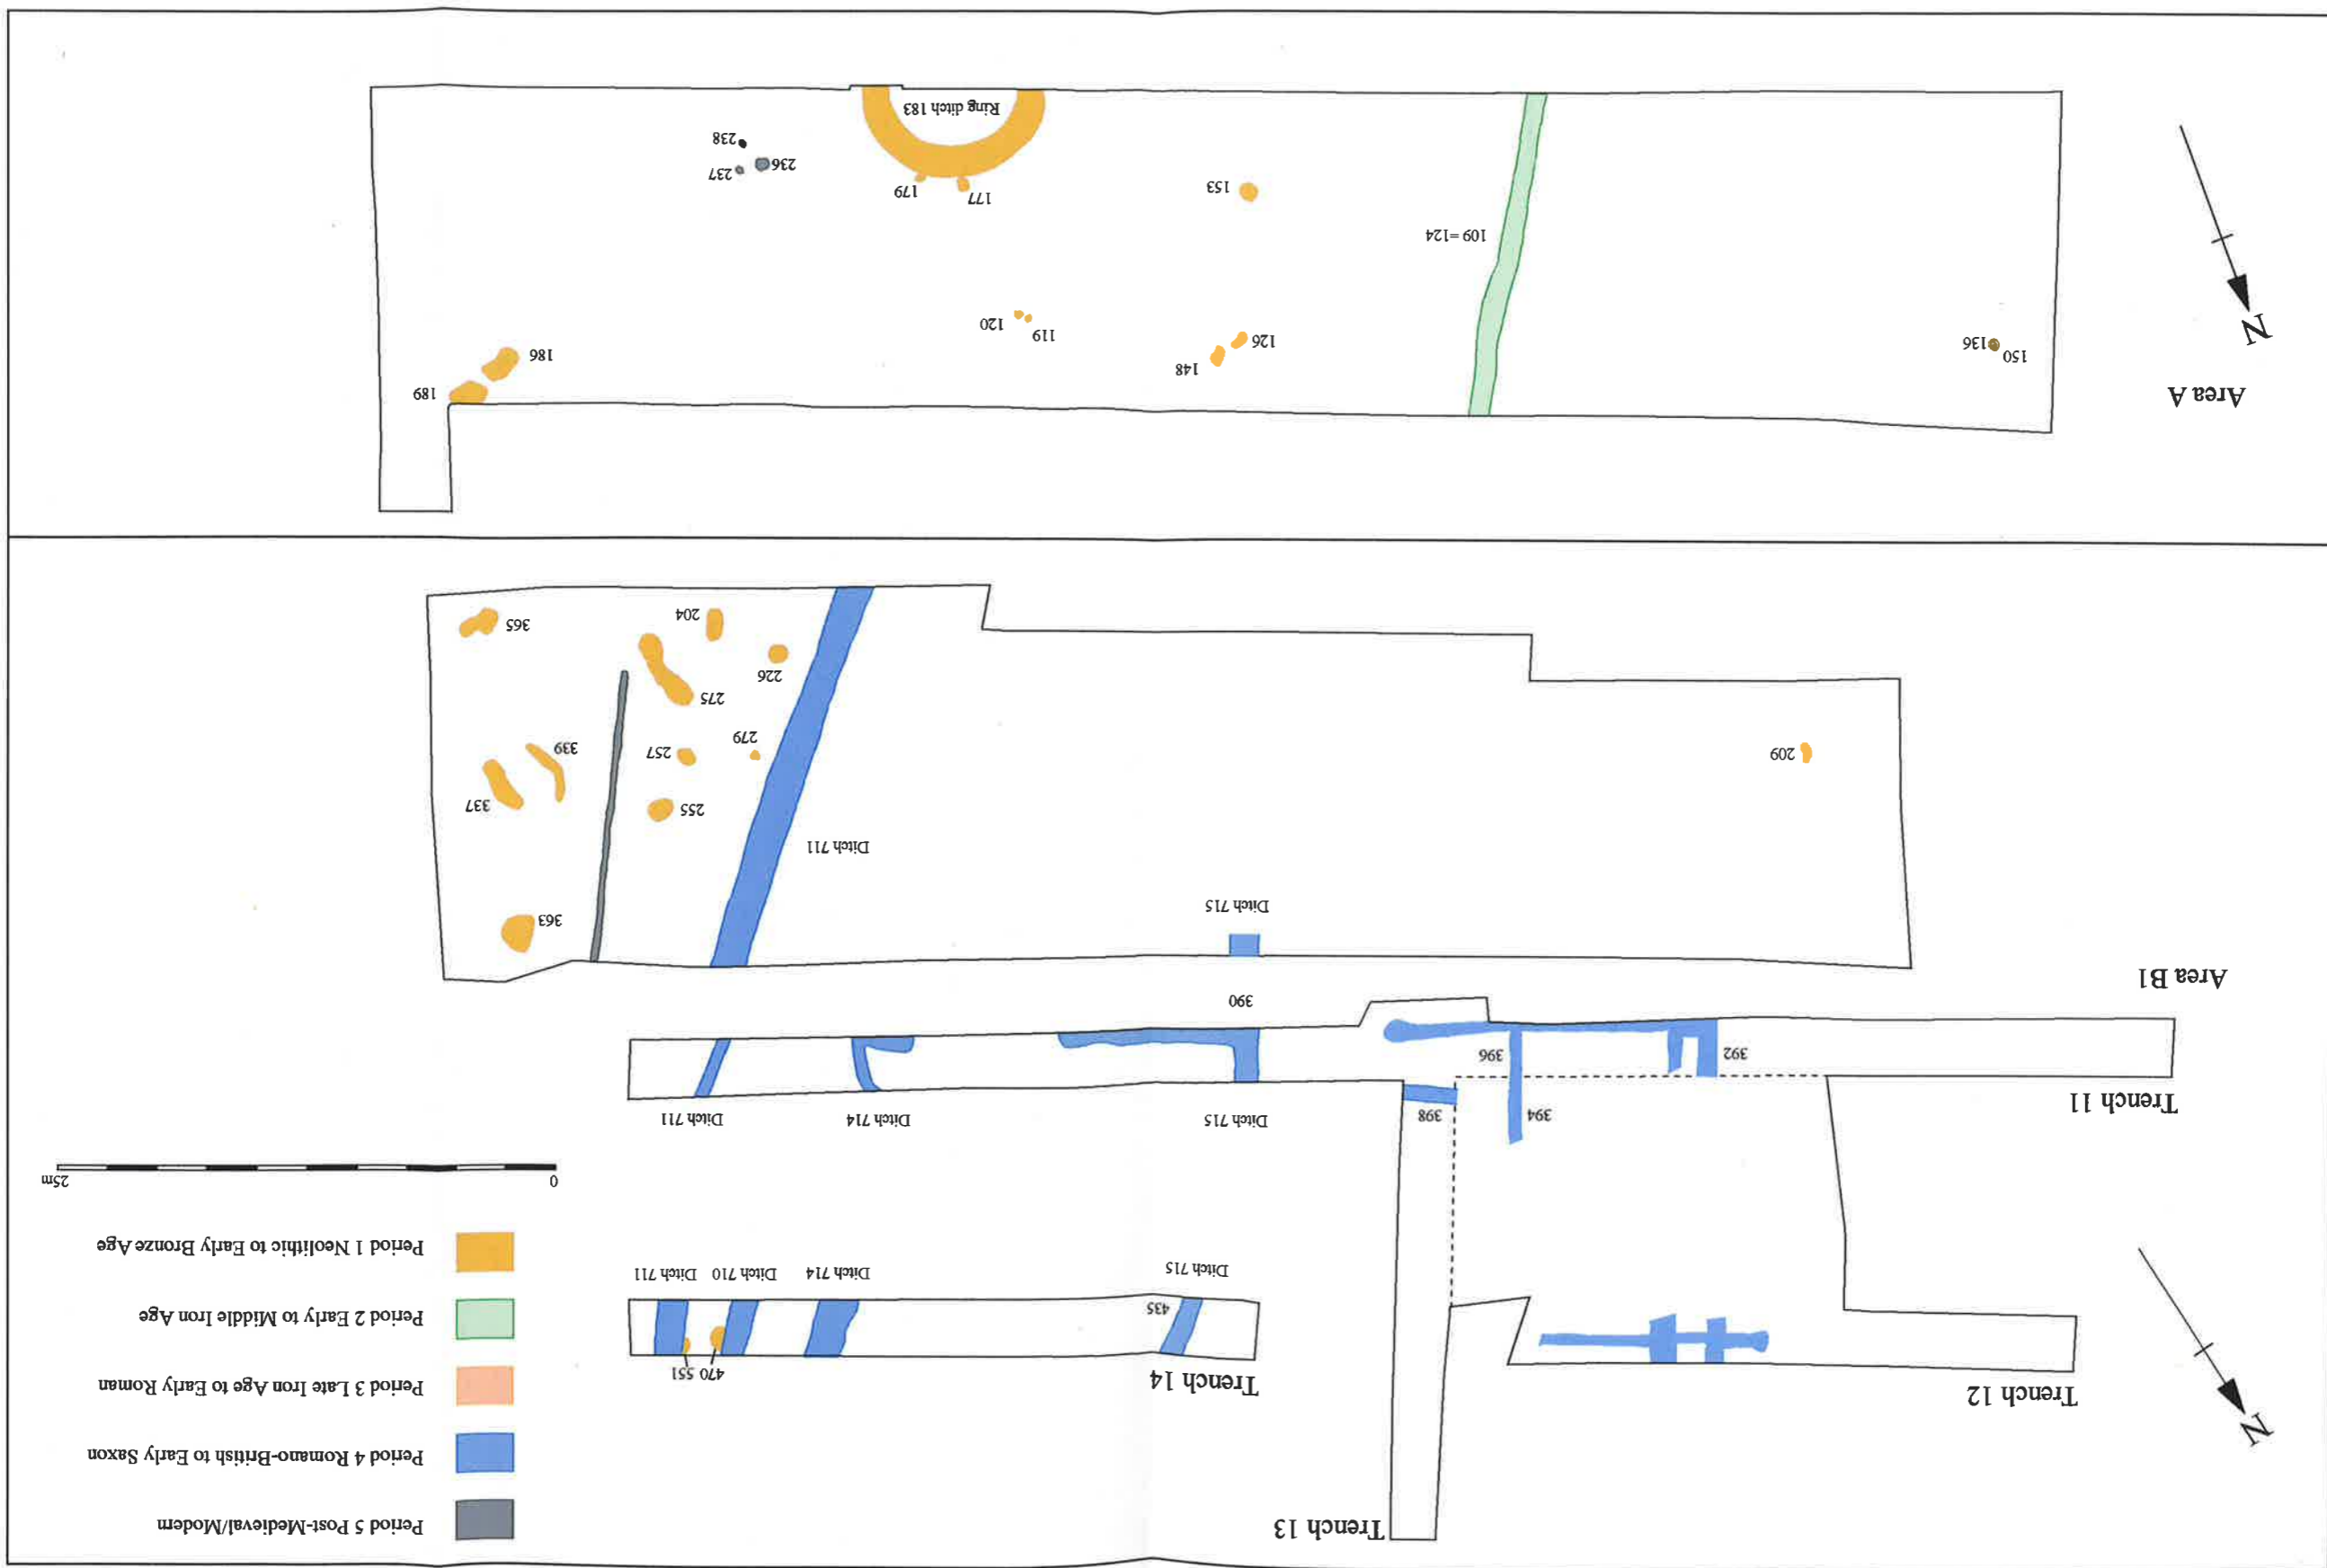 Trench 13
Period 5 Post-Medieval/Modern
Period 4 Romano-British to Early Saxon
Period 3 Late Iron Age to Early Roman
Period 2 Early to Middle Iron Age
Period 1 Neolithic to Early Bronze Age
0
25m
N
Trench 12
Trench 14
470
551
435
Ditch 715
Ditch 714
Ditch 710
Ditch 711
Trench 11
394
398
Ditch 715
Ditch 714
Ditch 711
392
396
390
Area B1
Ditch 715
363
Ditch 711
255
337
209
279
257
339
275
226
204
365
Area A
N
150
136
126
148
119
120
186
189
109=124
153
177
179
236
237
238
Ring ditch 183